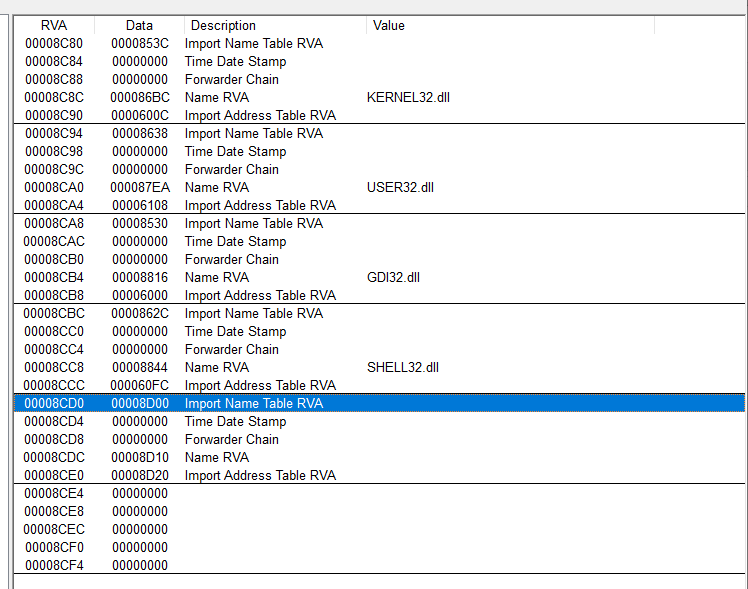 RVA Data Description Value
00008C80 0000853C Import Name Table RVA
00008C84 00000000 Time Date Stamp
00008C88 00000000 Forwarder Chain
00008C8C 000086BC Name RVA KERNEL32.dll
00008C90 0000600C Import Address Table RVA
00008C94 00008638 Import Name Table RVA
00008C98 00000000 Time Date Stamp
00008C9C 00000000 Forwarder Chain
00008CA0 000087EA Name RVA USER32.dll
00008CA4 00006108 Import Address Table RVA
00008CA8 00008530 Import Name Table RVA
00008CAC 00000000 Time Date Stamp
00008CB0 00000000 Forwarder Chain
00008CB4 00008816 Name RVA GDI32.dll
00008CB8 00006000 Import Address Table RVA
00008CBC 0000862C Import Name Table RVA
00008CC0 00000000 Time Date Stamp
00008CC4 00000000 Forwarder Chain
00008CC8 00008844 Name RVA SHELL32.dll
00008CCC 000060FC Import Address Table RVA
00008CD0 00008D00 Import Name Table RVA
00008CD4 00000000 Time Date Stamp
00008CD8 00000000 Forwarder Chain
00008CDC 00008D10 Name RVA
00008CE0 00008D20 Import Address Table RVA
00008CE4 00000000
00008CE8 00000000
00008CEC 00000000
00008CF0 00000000
00008CF4 00000000